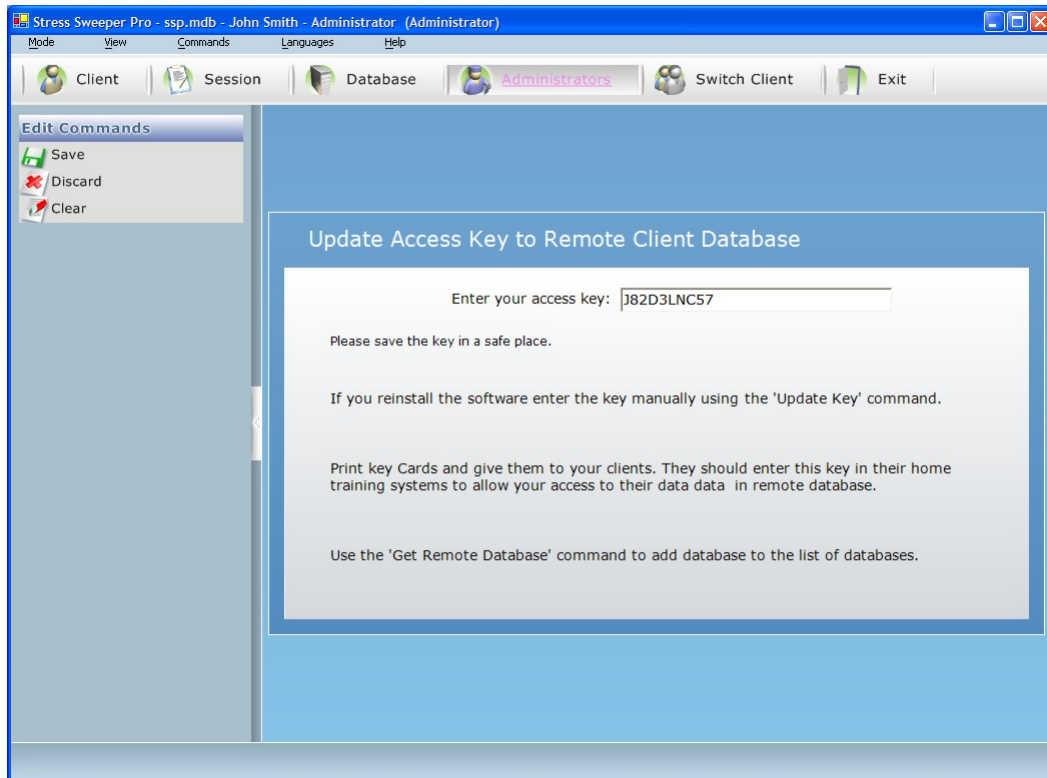 Stress Sweeper Pro - ssp.mdb - John Smith - Administrator (Administrator)
Mode View Commands Languages Help
Client Session Database Administrators Switch Client Exit
Edit Commands
Save
Discard
Clear
Update Access Key to Remote Client Database
Enter your access key: J82D3LNC57
Please save the key in a safe place.
If you reinstall the software enter the key manually using the 'Update Key' command.
Print key Cards and give them to your clients. They should enter this key in their home
training systems to allow your access to their data data in remote database.
Use the 'Get Remote Database' command to add database to the list of databases.